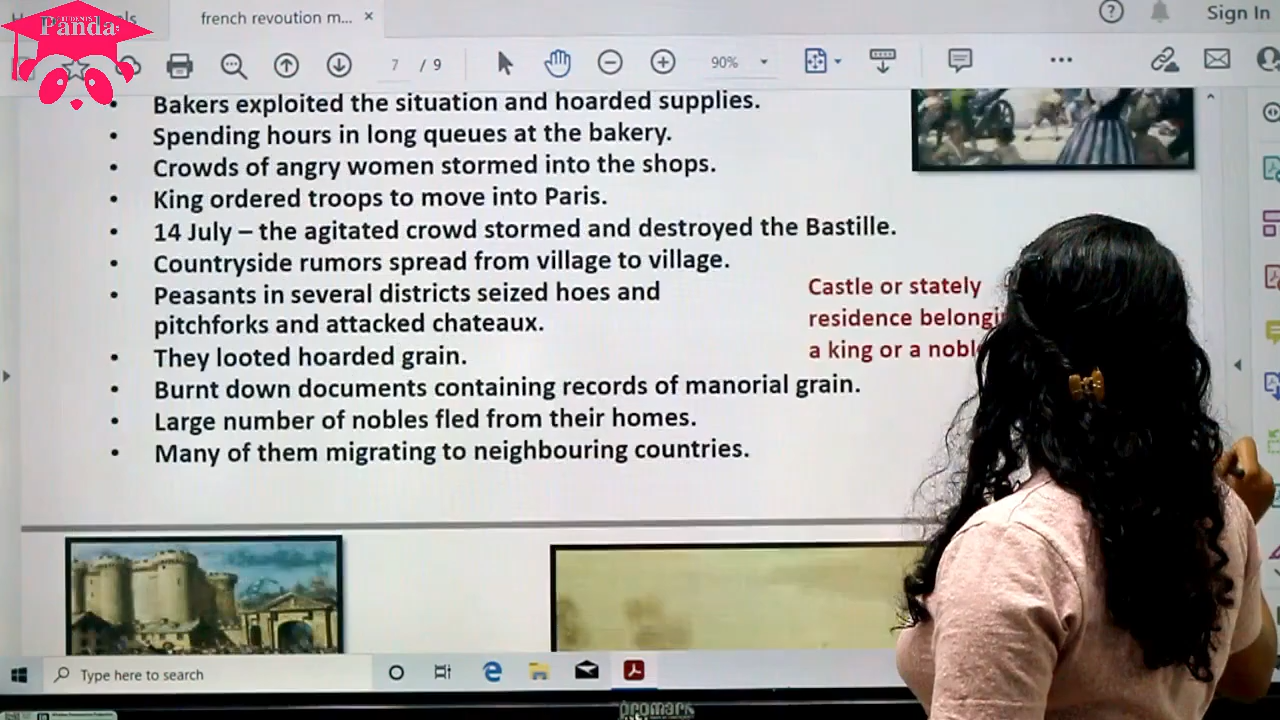 STUDENTS
Panda
french revoution m...
Sign In
7 / 9
90%
Bakers exploited the situation and hoarded supplies.
Spending hours in long queues at the bakery.
Crowds of angry women stormed into the shops.
King ordered troops to move into Paris.
14 July – the agitated crowd stormed and destroyed the Bastille.
Countryside rumors spread from village to village.
Peasants in several districts seized hoes and
pitchforks and attacked chateaux.
Castle or stately
residence
a king or a
They looted hoarded grain.
Burnt down documents containing records of manorial grain.
Large number of nobles fled from their homes.
Many of them migrating to neighbouring countries.
Type here to search
promark